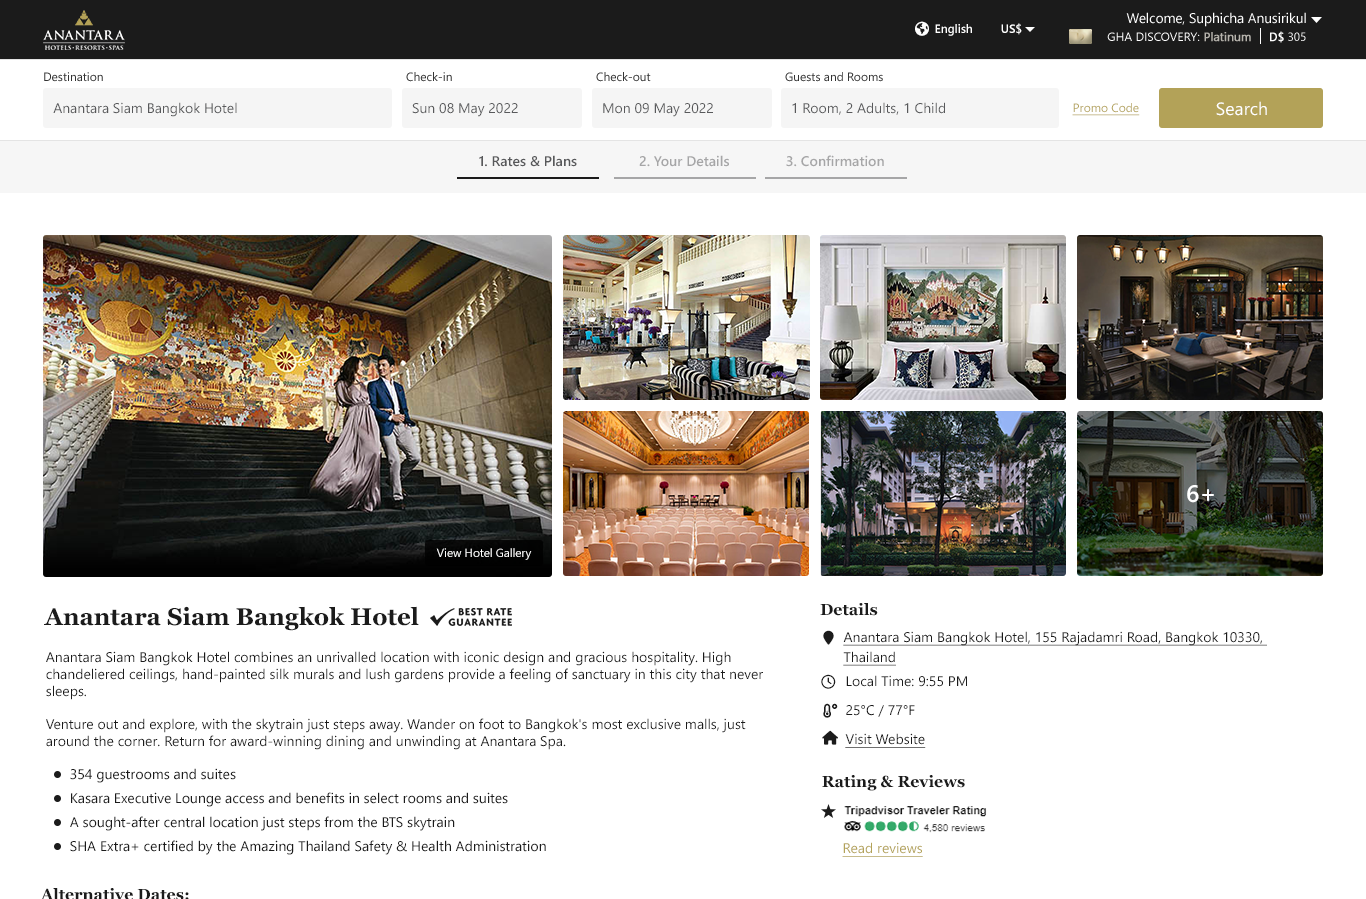 ANANTARA
HOTELS • RESORTS • SPAS
English
US$
Welcome, Suphicha Anusirikul
GHA DISCOVERY: Platinum | D$ 305
Destination
Check-in
Check-out
Guests and Rooms
Anantara Siam Bangkok Hotel
Sun 08 May 2022
Mon 09 May 2022
1 Room, 2 Adults, 1 Child
Promo Code
Search
1. Rates & Plans
2. Your Details
3. Confirmation
View Hotel Gallery
6+
Anantara Siam Bangkok Hotel
BEST RATE
GUARANTEE
Anantara Siam Bangkok Hotel combines an unrivalled location with iconic design and gracious hospitality. High
chandeliered ceilings, hand-painted silk murals and lush gardens provide a feeling of sanctuary in this city that never
sleeps.
Venture out and explore, with the skytrain just steps away. Wander on foot to Bangkok's most exclusive malls, just
around the corner. Return for award-winning dining and unwinding at Anantara Spa.
● 354 guestrooms and suites
● Kasara Executive Lounge access and benefits in select rooms and suites
● A sought-after central location just steps from the BTS skytrain
● SHA Extra+ certified by the Amazing Thailand Safety & Health Administration
Alternative Dates:
Details
Anantara Siam Bangkok Hotel, 155 Rajadamri Road, Bangkok 10330,
Thailand
Local Time: 9:55 PM
25°C / 77°F
Visit Website
Rating & Reviews
Tripadvisor Traveler Rating
4,580 reviews
Read reviews